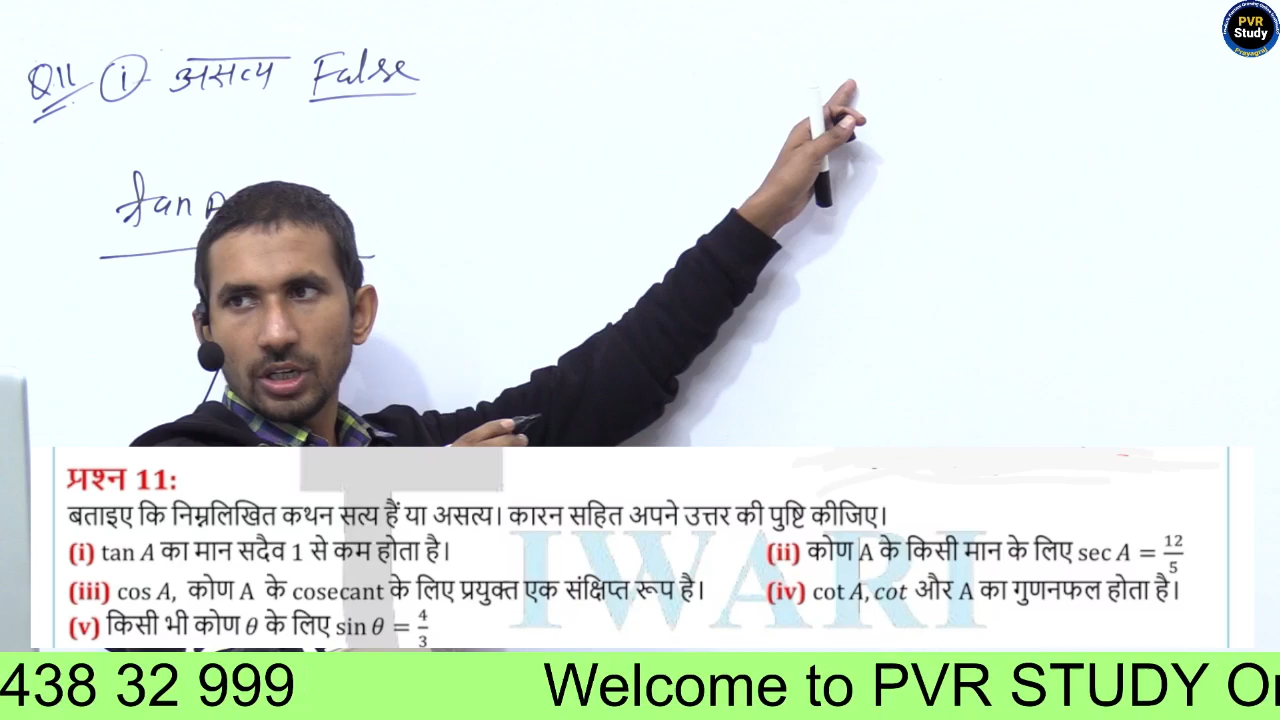 PVR
Study
Prayagraj
Q11 (i) असत्य False
tan A
प्रश्न 11:
बताइए कि निम्नलिखित कथन सत्य हैं या असत्य। कारन सहित अपने उत्तर की पुष्टि कीजिए।
(i) tan A का मान सदैव 1 से कम होता है। (ii) कोण A के किसी मान के लिए sec A = 12/5
(iii) cos A, कोण A के cosecant के लिए प्रयुक्त एक संक्षिप्त रूप है। (iv) cot A, cot और A का गुणनफल होता है।
(v) किसी भी कोण θ के लिए sin θ = 4/3
TIWARI
438 32 999 Welcome to PVR STUDY On